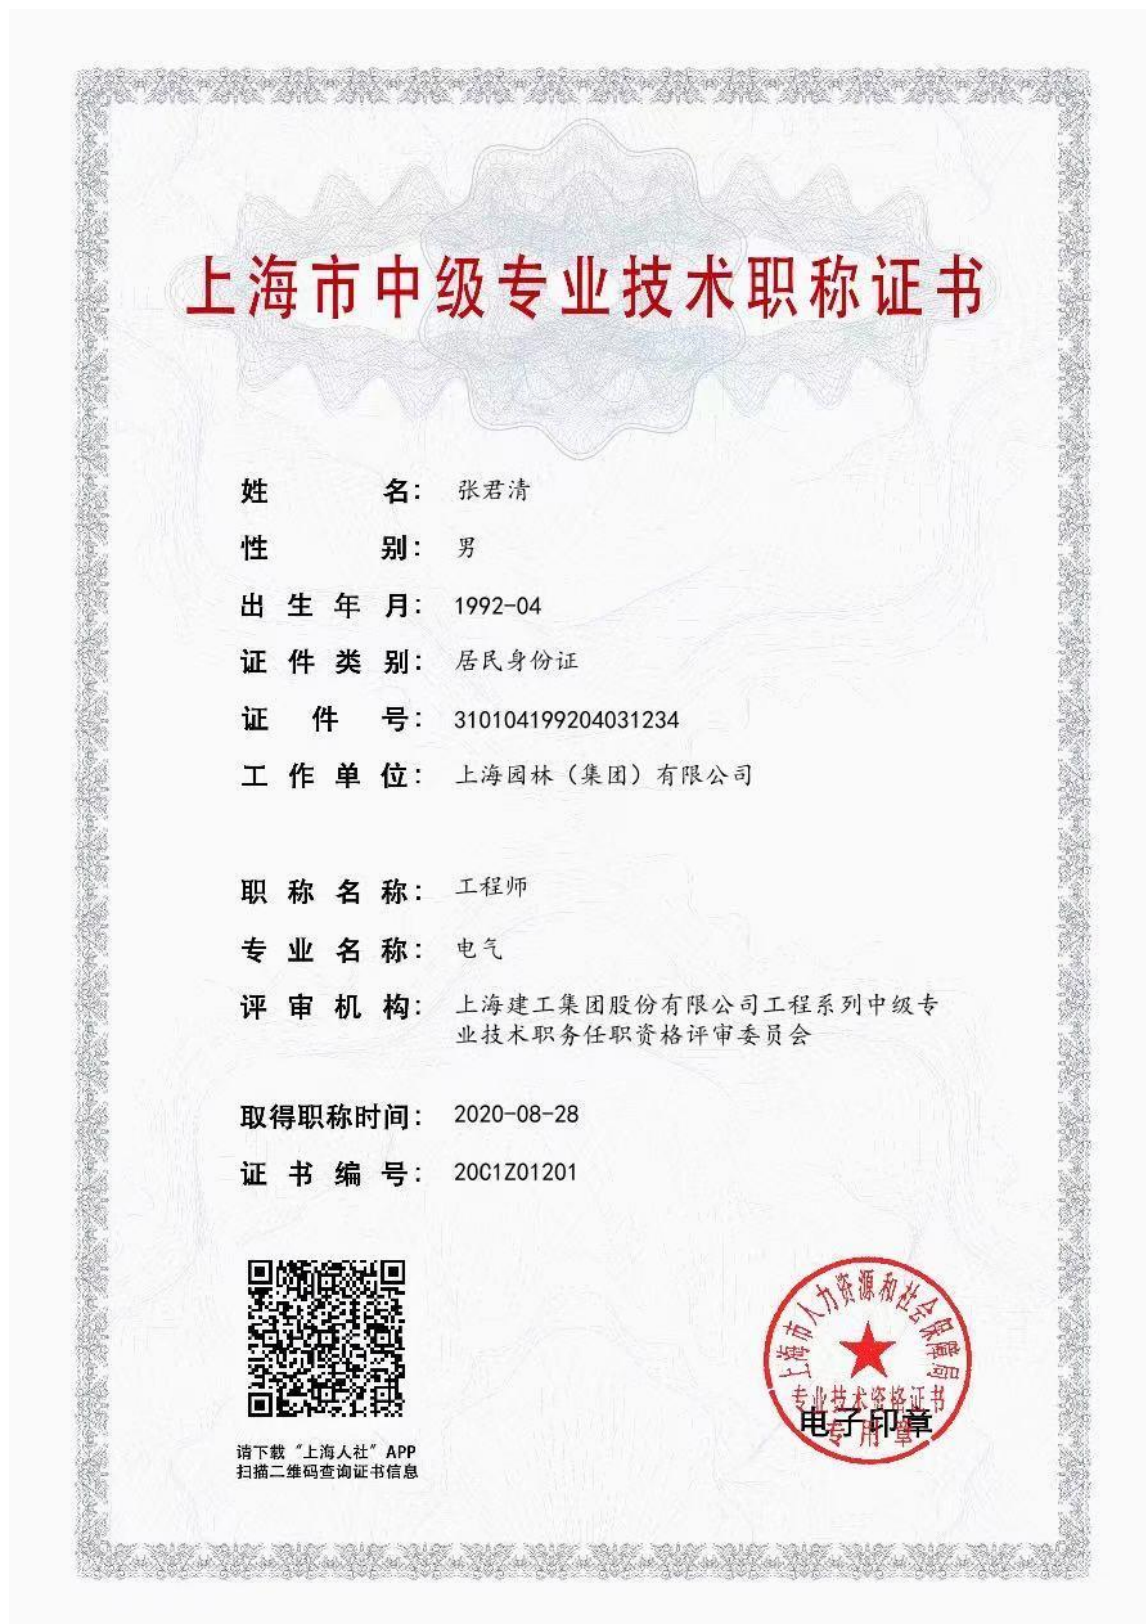 上海市中级专业技术职称证书
姓名：张君清
性别：男
出生年月：1992-04
证件类别：居民身份证
证件号：310104199204031234
工作单位：上海园林（集团）有限公司
职称名称：工程师
专业名称：电气
评审机构：上海建工集团股份有限公司工程系列中级专
业技术职务任职资格评审委员会
取得职称时间：2020-08-28
证书编号：20C1Z01201
请下载“上海人社”APP
扫描二维码查询证书信息
上海市人力资源和社会保障局
专业技术资格证书
电子印章
专用章